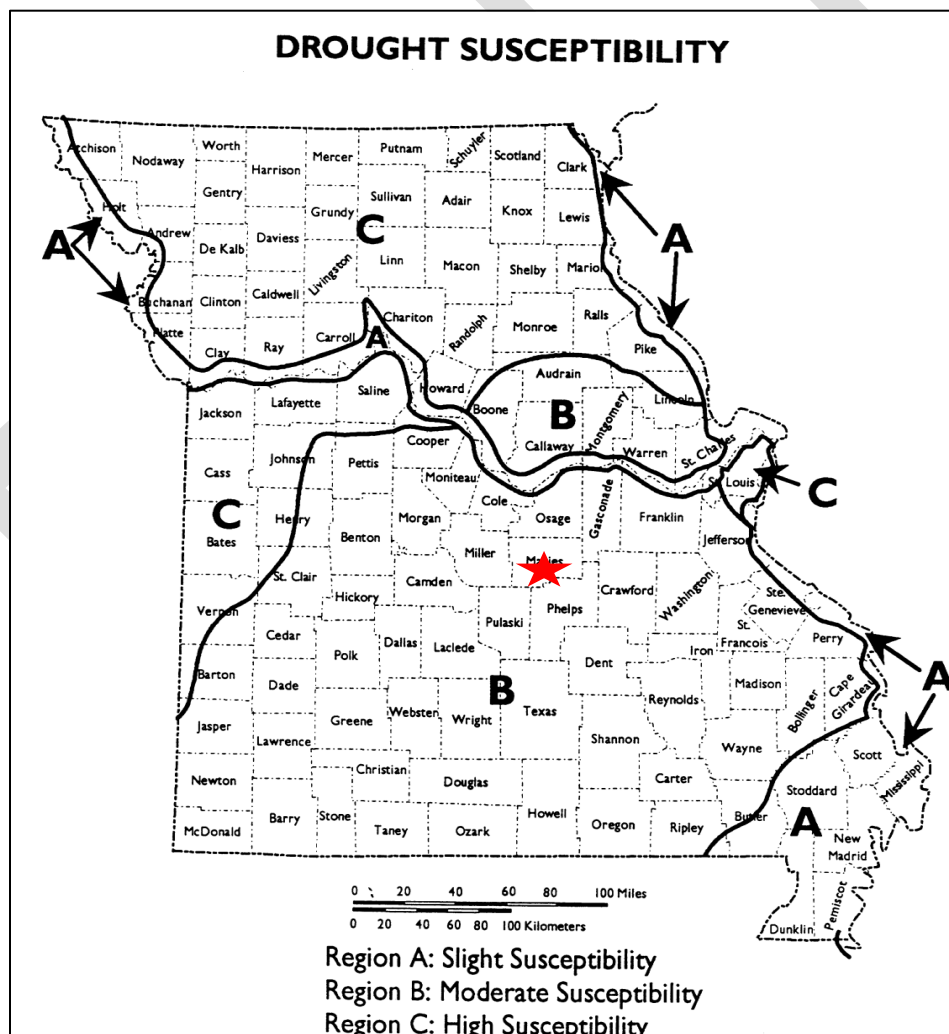 DROUGHT SUSCEPTIBILITY
Atchison
Nodaway
Worth
Harrison
Mercer
Putnam
Schuyler
Scotland
Clark
Gentry
Sullivan
Adair
Knox
Lewis
Holt
Grundy
A
Andrew
De Kalb
Daviess
C
A
Livingston
Linn
Macon
Shelby
Marion
Buchanan
Clinton
Caldwell
Chariton
Randolph
Monroe
Ralls
Platte
Clay
Ray
Carroll
A
Pike
Audrain
Jackson
Lafayette
Saline
Howard
Boone
B
Montgomery
Lincoln
Callaway
Warren
St. Charles
Cooper
Cass
Johnson
Pettis
Moniteau
Cole
Gasconade
St. Louis
C
C
Henry
Morgan
Osage
Franklin
Jefferson
Bates
Benton
Miller
Maries
St. Clair
Camden
Crawford
Washington
Ste.
Genevieve
Hickory
Vernon
Pulaski
Phelps
St.
Francois
Perry
Cedar
Dallas
Laclede
Iron
Polk
Dent
Barton
Dade
B
Reynolds
Madison
Bollinger
Cape
Girardeau
A
Jasper
Greene
Webster
Wright
Texas
Shannon
Wayne
Scott
Lawrence
Mississippi
Newton
Christian
Douglas
Carter
Stoddard
McDonald
Barry
Stone
Taney
Ozark
Howell
Oregon
Ripley
Butler
A
New
Madrid
Pemiscot
Dunklin
0 20 40 60 80 100 Miles
0 20 40 60 80 100 Kilometers
Region A: Slight Susceptibility
Region B: Moderate Susceptibility
Region C: High Susceptibility